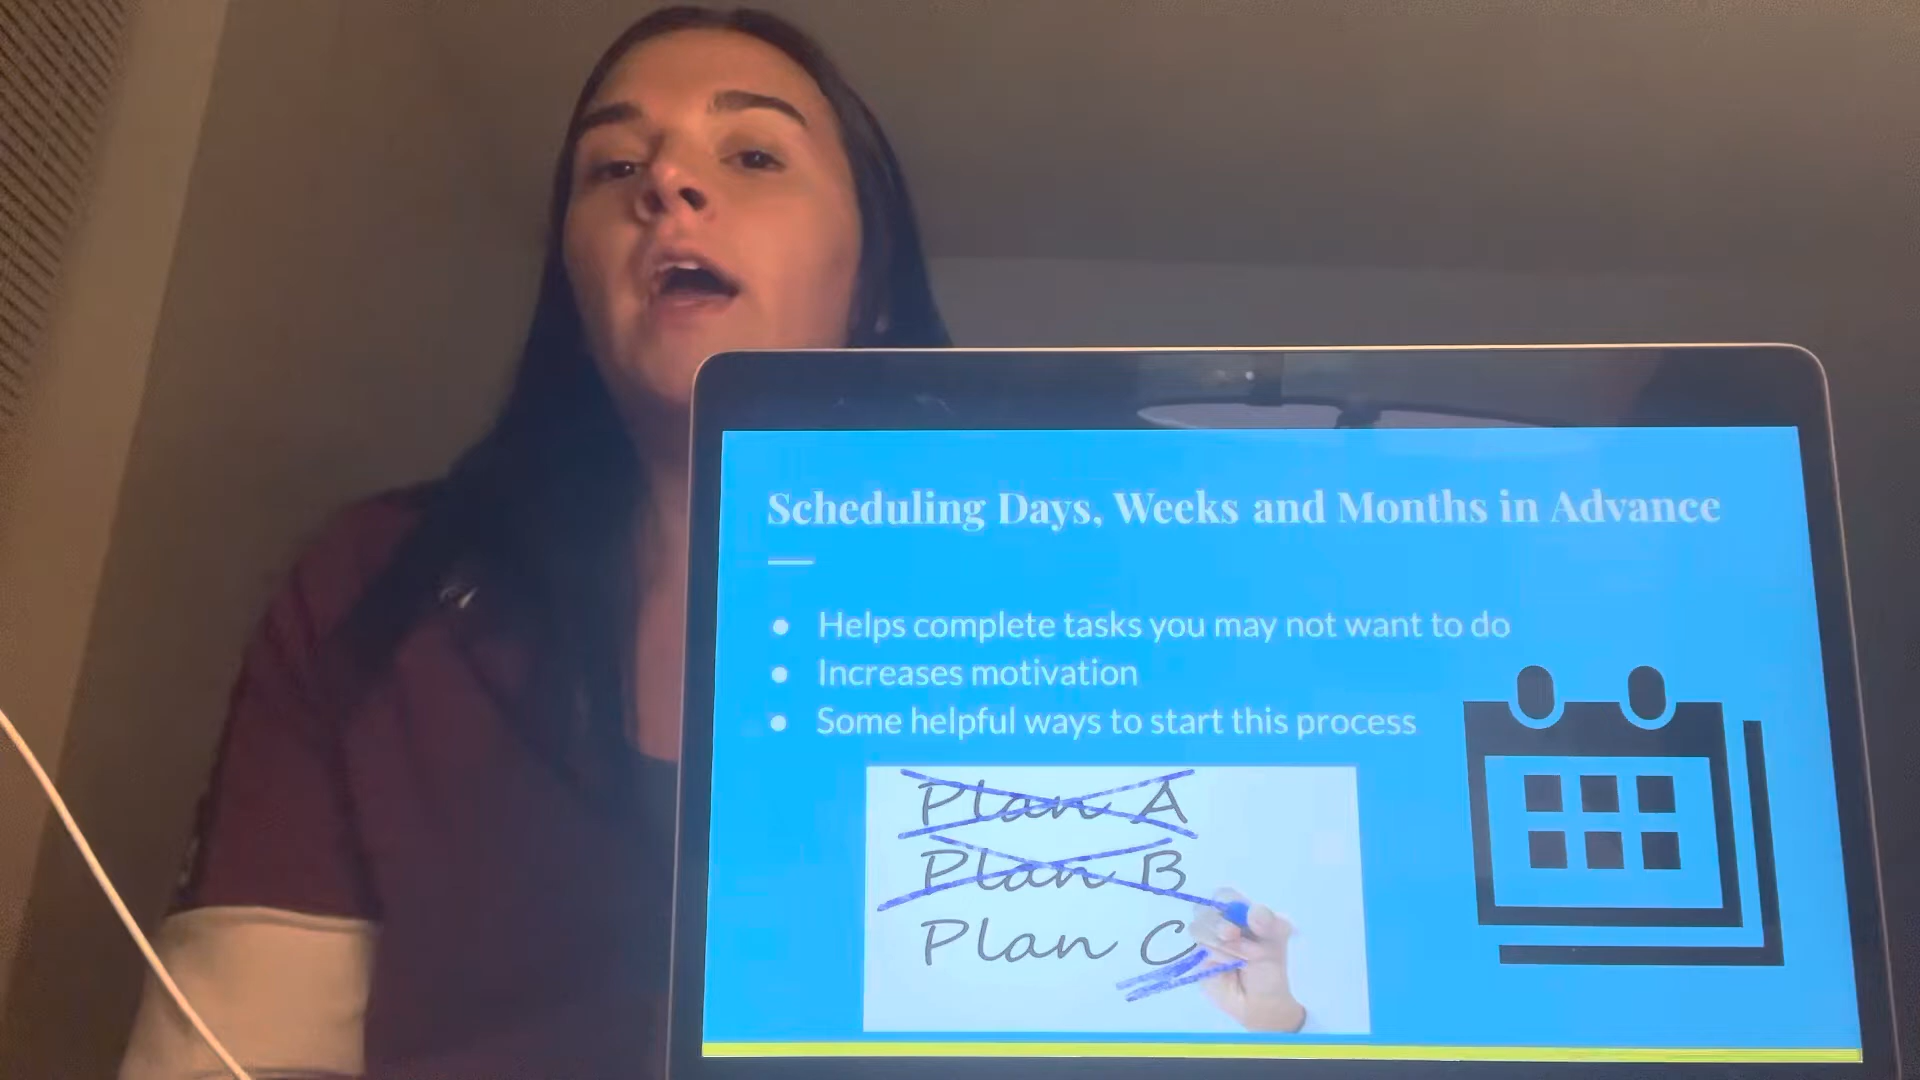 Scheduling Days, Weeks and Months in Advance
Helps complete tasks you may not want to do
Increases motivation
Some helpful ways to start this process
Plan A
Plan B
Plan C